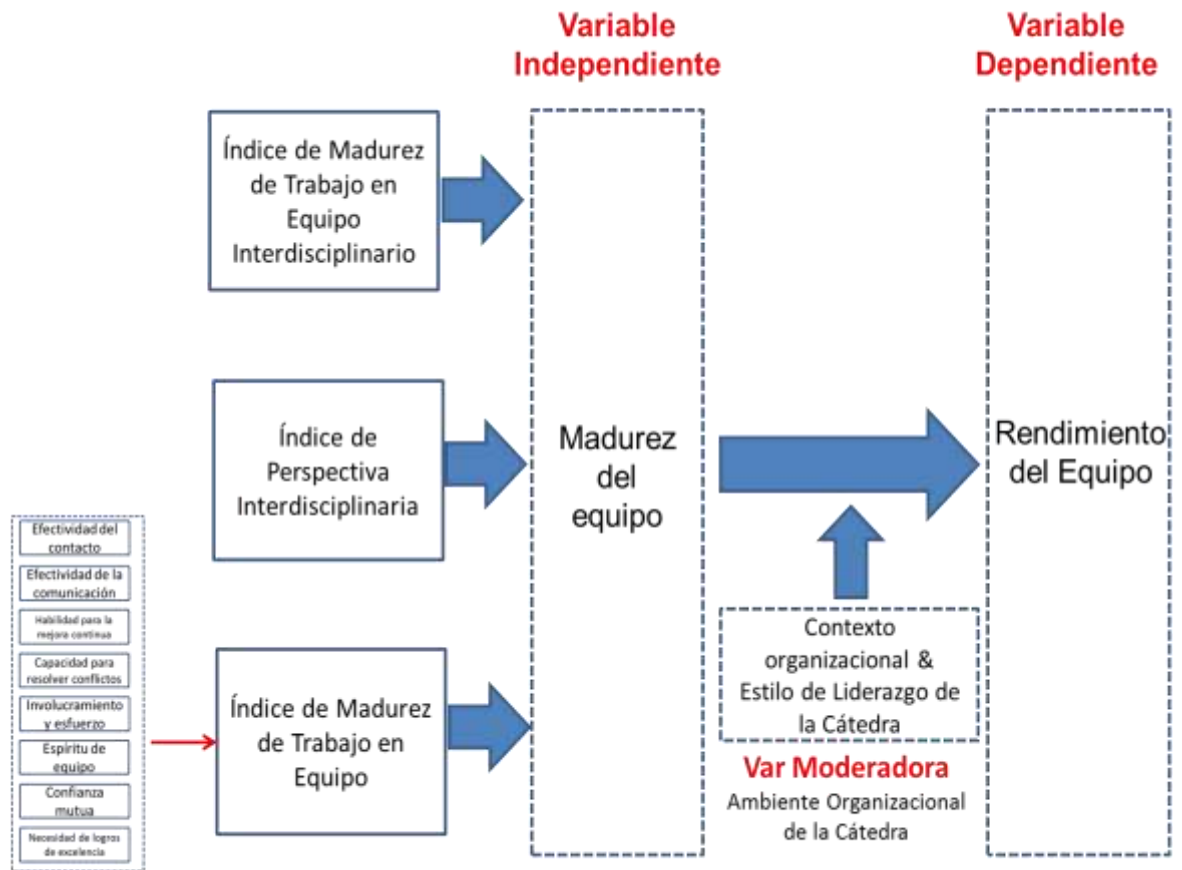 Variable
Independiente
Variable
Dependiente
Índice de Madurez
de Trabajo en
Equipo
Interdisciplinario
Índice de
Perspectiva
Interdisciplinaria
Efectividad del
contacto
Efectividad de la
comunicación
Habilidad para la
mejora continua
Capacidad para
resolver conflictos
Involucramiento
y esfuerzo
Espíritu de
equipo
Confianza
mutua
Necesidad de logros
de excelencia
Índice de Madurez
de Trabajo en
Equipo
Madurez
del
equipo
Rendimiento
del Equipo
Contexto
organizacional &
Estilo de Liderazgo de
la Cátedra
Var Moderadora
Ambiente Organizacional
de la Cátedra